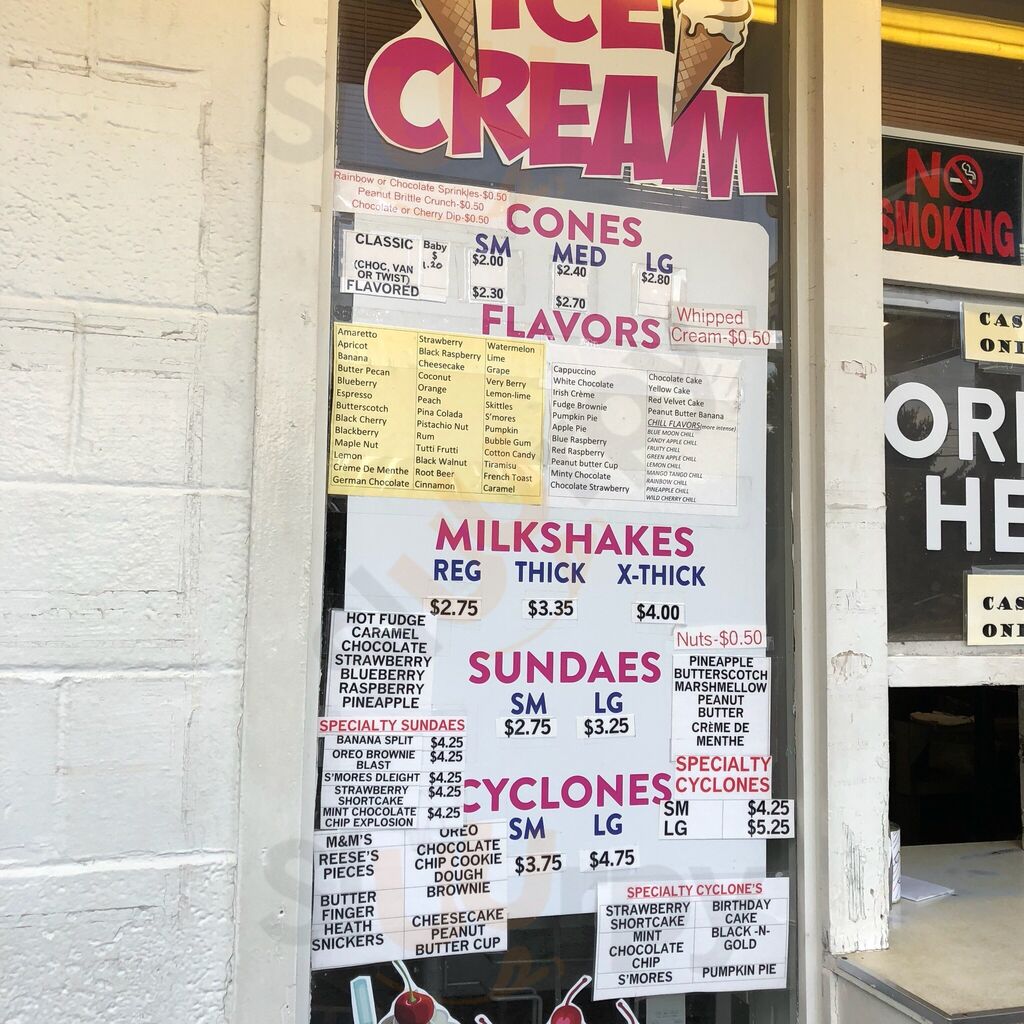 ICE
CREAM
Rainbow or Chocolate Sprinkles-$0.50
Peanut Brittle Crunch-$0.50
Chocolate or Cherry Dip-$0.50
CONES
CLASSIC
(CHOC, VAN
OR TWIST)
FLAVORED
Baby
$
1.20
SM MED LG
$2.00 $2.40 $2.80
$2.30 $2.70
FLAVORS
Whipped
Cream-$0.50
Amaretto
Apricot
Banana
Butter Pecan
Blueberry
Espresso
Butterscotch
Black Cherry
Blackberry
Maple Nut
Lemon
Crème De Menthe
German Chocolate
Strawberry
Black Raspberry
Cheesecake
Coconut
Orange
Peach
Pina Colada
Pistachio Nut
Rum
Tutti Frutti
Black Walnut
Root Beer
Cinnamon
Watermelon
Lime
Grape
Very Berry
Lemon-lime
Skittles
S'mores
Pumpkin
Bubble Gum
Cotton Candy
Tiramisu
French Toast
Caramel
Cappuccino
White Chocolate
Irish Crème
Fudge Brownie
Pumpkin Pie
Apple Pie
Blue Raspberry
Red Raspberry
Peanut butter Cup
Minty Chocolate
Chocolate Strawberry
Chocolate Cake
Yellow Cake
Red Velvet Cake
Peanut Butter Banana
CHILL FLAVORS(more intense)
BLUE MOON CHILL
CANDY APPLE CHILL
FRUITY CHILL
GREEN APPLE CHILL
LEMON CHILL
MANGO TANGO CHILL
RAINBOW CHILL
PINEAPPLE CHILL
WILD CHERRY CHILL
MILKSHAKES
REG THICK X-THICK
$2.75 $3.35 $4.00
HOT FUDGE
CARAMEL
CHOCOLATE
STRAWBERRY
BLUEBERRY
RASPBERRY
PINEAPPLE
SUNDAES
SM LG
$2.75 $3.25
Nuts-$0.50
PINEAPPLE
BUTTERSCOTCH
MARSHMELLOW
PEANUT
BUTTER
CRÈME DE
MENTHE
SPECIALTY SUNDAES
BANANA SPLIT $4.25
OREO BROWNIE $4.25
BLAST
S'MORES DLEIGHT $4.25
STRAWBERRY $4.25
SHORTCAKE
MINT CHOCOLATE $4.25
CHIP EXPLOSION
CYCLONES
SM LG
$3.75 $4.75
SPECIALTY
CYCLONES
SM $4.25
LG $5.25
M&M'S
REESE'S
PIECES
BUTTER
FINGER
HEATH
SNICKERS
OREO
CHOCOLATE
CHIP COOKIE
DOUGH
BROWNIE
CHEESECAKE
PEANUT
BUTTER CUP
SPECIALTY CYCLONE'S
STRAWBERRY
SHORTCAKE
MINT
CHOCOLATE
CHIP
S'MORES
BIRTHDAY
CAKE
BLACK -N-
GOLD
PUMPKIN PIE
NO
SMOKING
CAS
ONL
ORD
HE
CAS
ONL